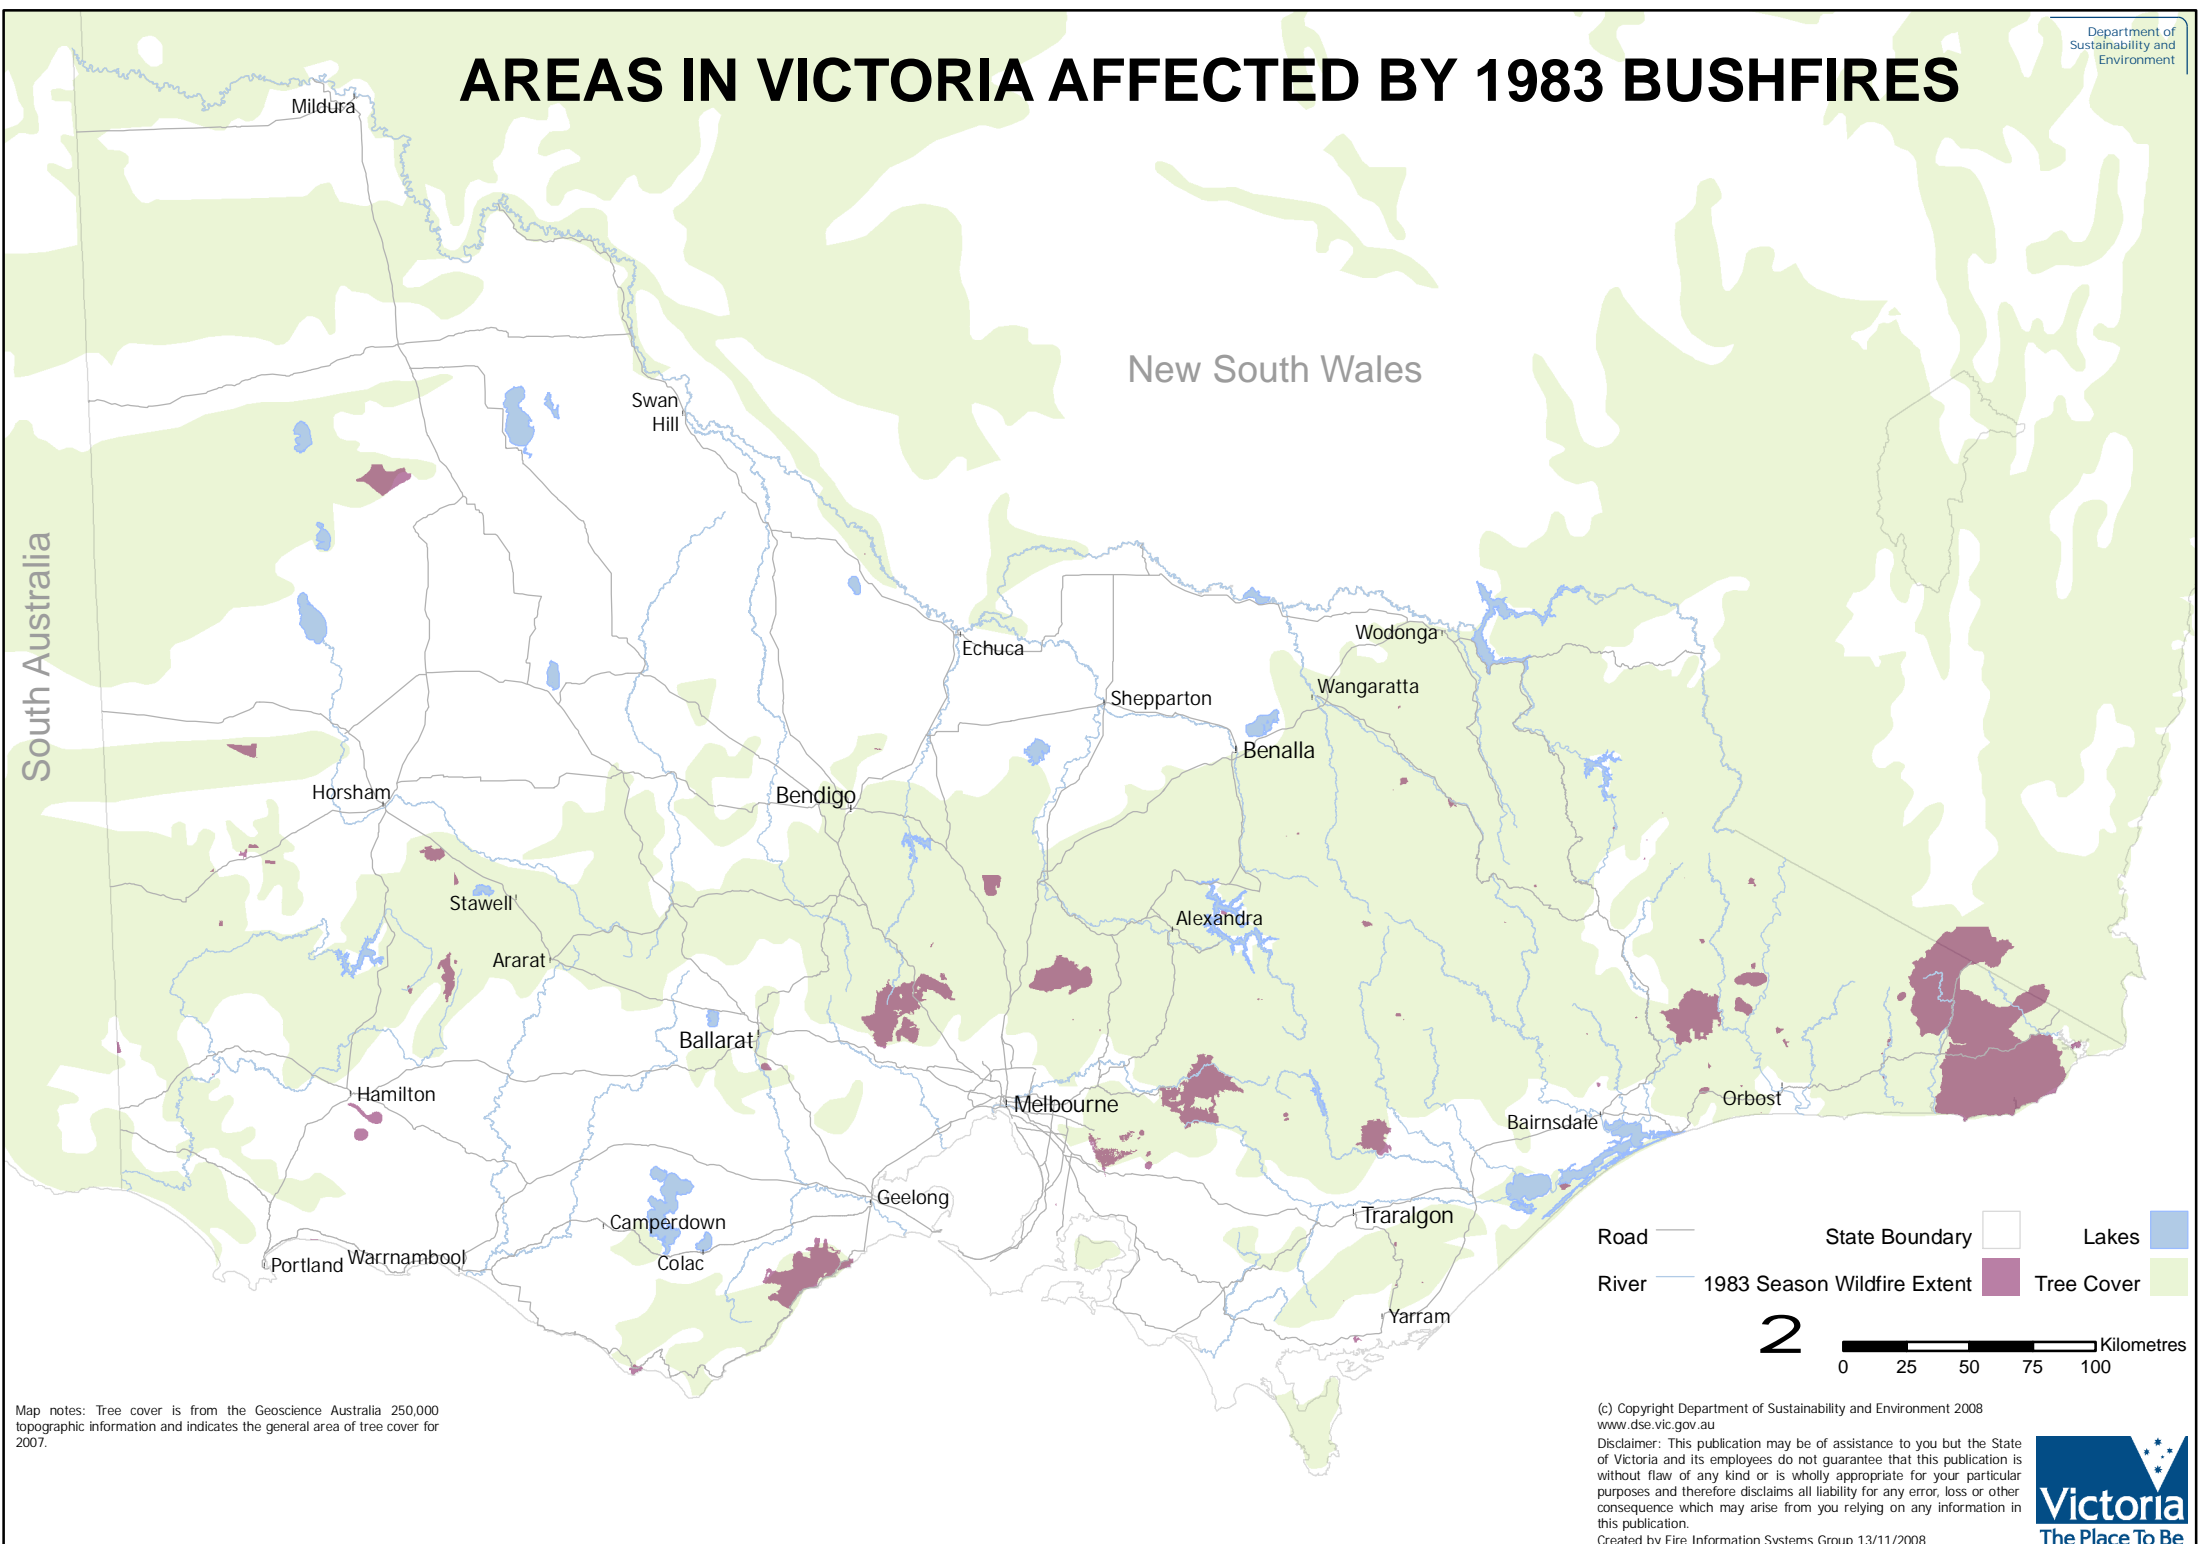 Department of
Sustainability and
Environment
AREAS IN VICTORIA AFFECTED BY 1983 BUSHFIRES
Mildura
New South Wales
Swan
Hill
South Australia
Echuca
Wodonga
Wangaratta
Shepparton
Benalla
Horsham
Bendigo
Stawell
Alexandra
Ararat
Ballarat
Hamilton
Melbourne
Orbost
Bairnsdale
Geelong
Camperdown
Traralgon
Colac
Portland
Warrnambool
Yarram
Road
State Boundary
Lakes
River
1983 Season Wildfire Extent
Tree Cover
2
Kilometres
0 25 50 75 100
Map notes: Tree cover is from the Geoscience Australia 250,000
topographic information and indicates the general area of tree cover for
2007.
(c) Copyright Department of Sustainability and Environment 2008
www.dse.vic.gov.au
Disclaimer: This publication may be of assistance to you but the State
of Victoria and its employees do not guarantee that this publication is
without flaw of any kind or is wholly appropriate for your particular
purposes and therefore disclaims all liability for any error, loss or other
consequence which may arise from you relying on any information in
this publication.
Created by Fire Information Systems Group 13/11/2008
Victoria
The Place To Be